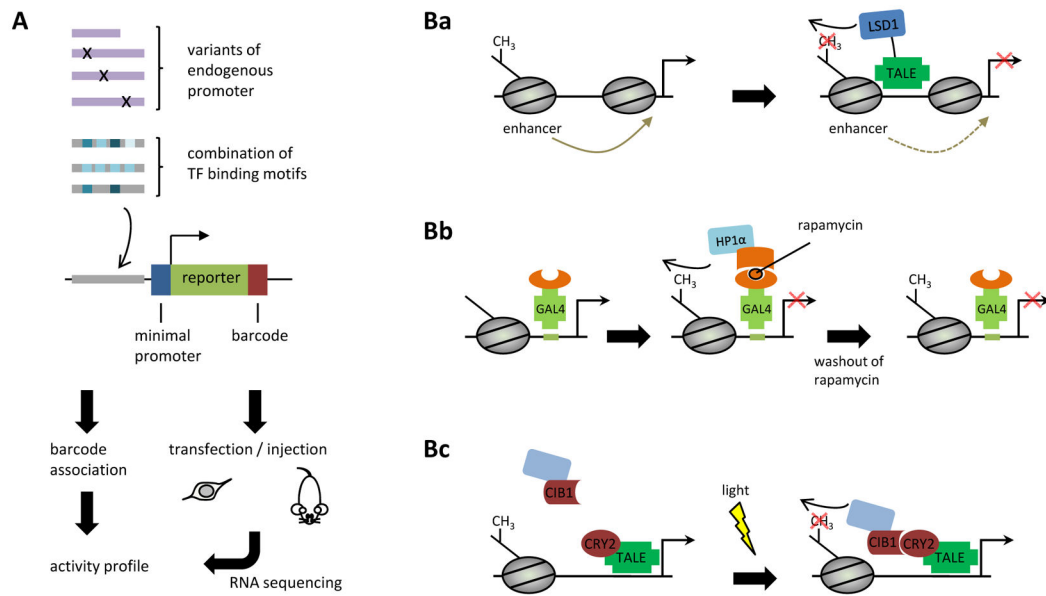 A
variants of
endogenous
promoter
X
X
X
combination of
TF binding motifs
reporter
minimal
promoter
barcode
barcode
association
transfection / injection
activity profile
RNA sequencing
Ba
CH3
enhancer
CH3
LSD1
TALE
enhancer
Bb
GAL4
CH3
HP1α
rapamycin
GAL4
washout of
rapamycin
CH3
GAL4
Bc
CH3
CIB1
CRY2
TALE
light
CH3
CIB1
CRY2
TALE